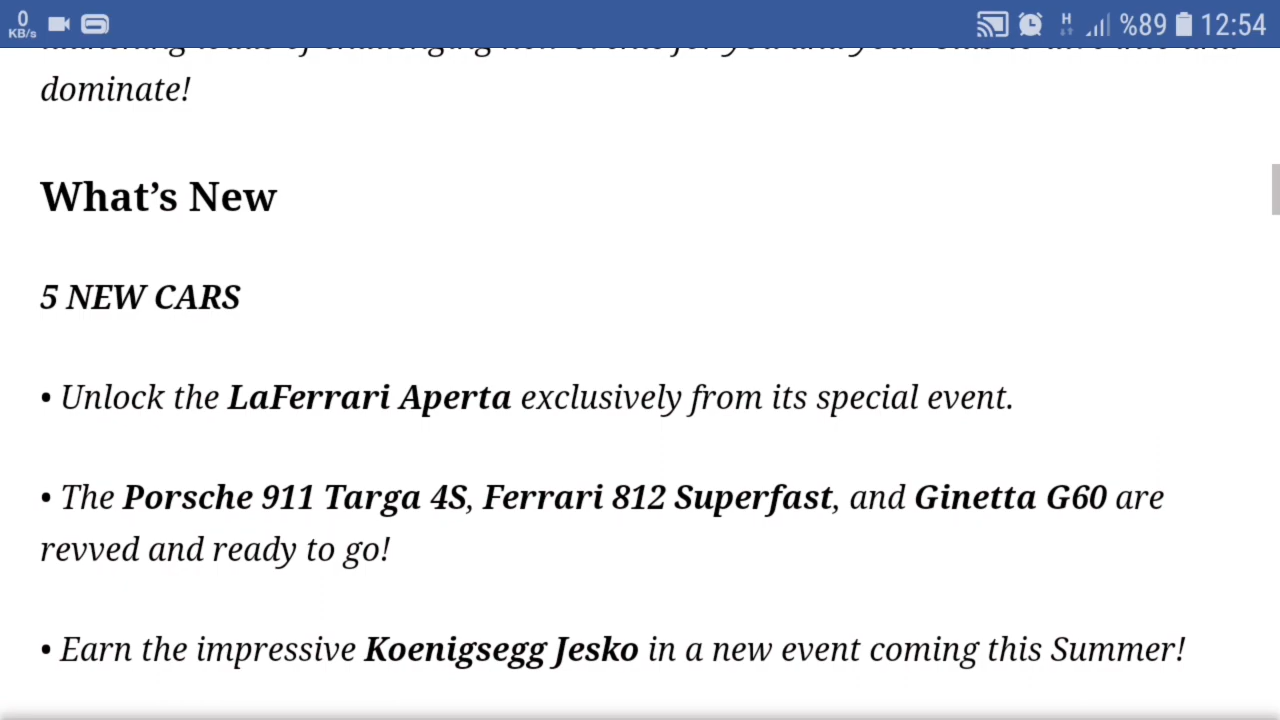 0
KB/s
H
%89
12:54
dominate!
What’s New
5 NEW CARS
• Unlock the LaFerrari Aperta exclusively from its special event.
• The Porsche 911 Targa 4S, Ferrari 812 Superfast, and Ginetta G60 are
revved and ready to go!
• Earn the impressive Koenigsegg Jesko in a new event coming this Summer!